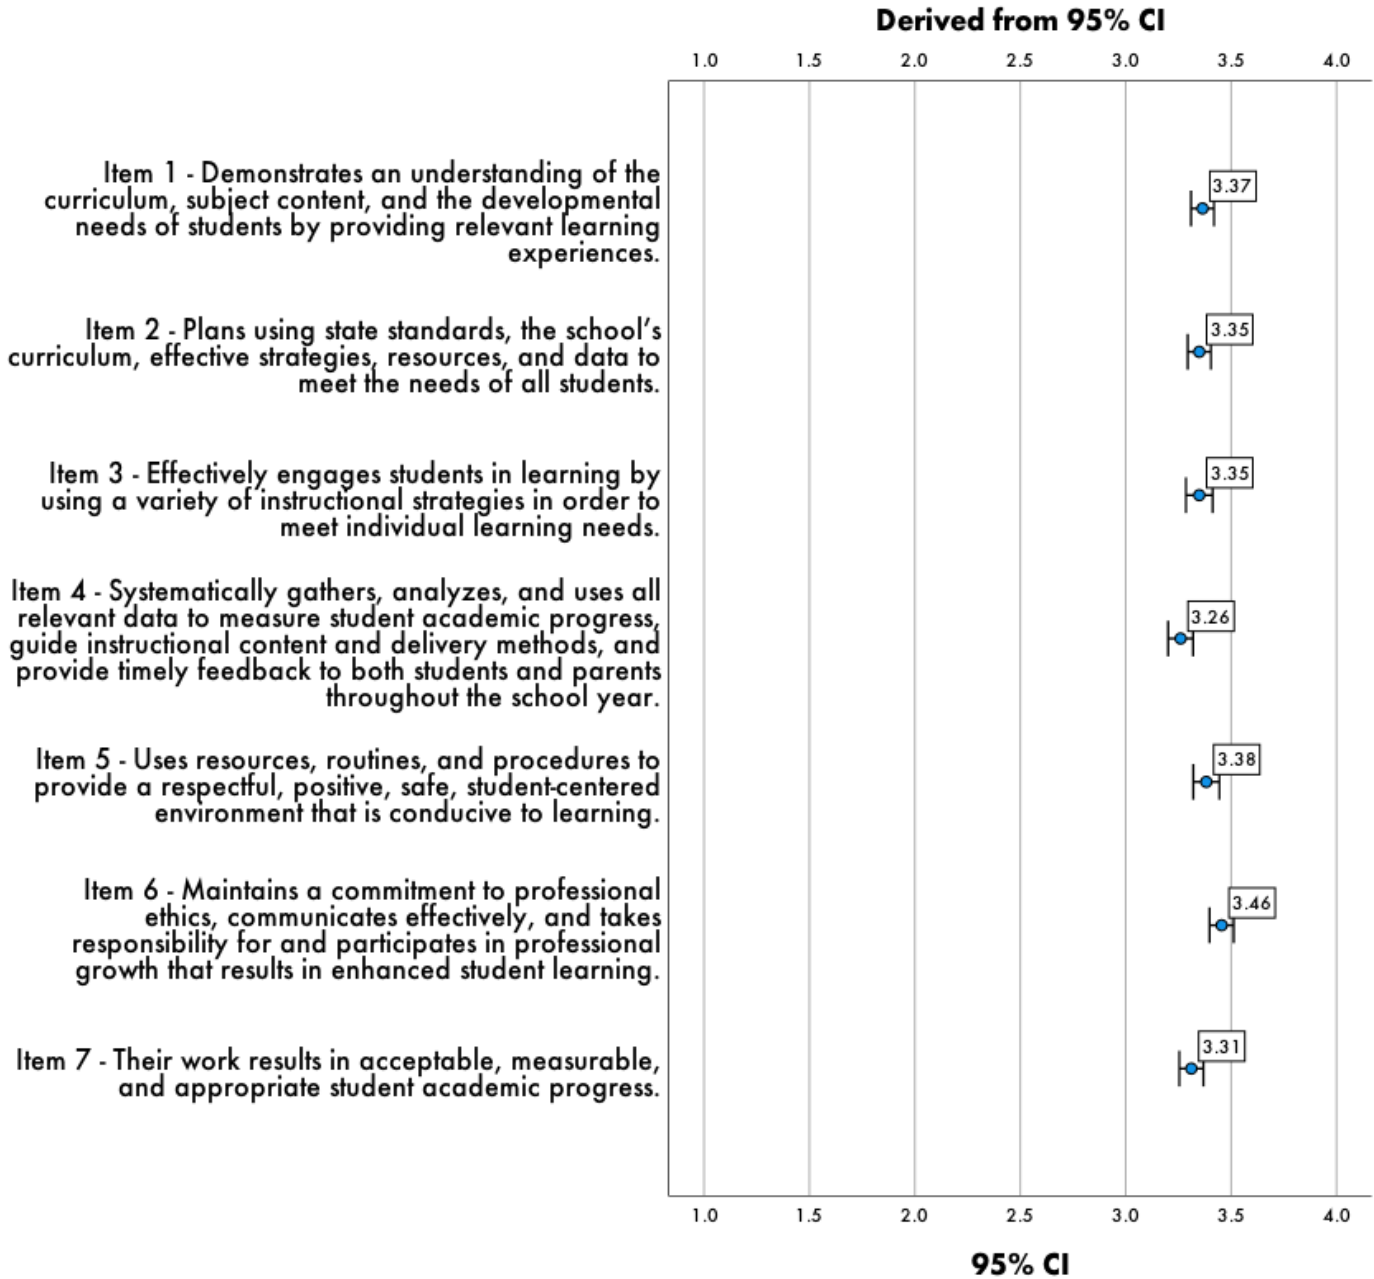 Derived from 95% CI
1.0 1.5 2.0 2.5 3.0 3.5 4.0
Item 1 - Demonstrates an understanding of the
curriculum, subject content, and the developmental
needs of students by providing relevant learning
experiences.
3.37
Item 2 - Plans using state standards, the school’s
curriculum, effective strategies, resources, and data to
meet the needs of all students.
3.35
Item 3 - Effectively engages students in learning by
using a variety of instructional strategies in order to
meet individual learning needs.
3.35
Item 4 - Systematically gathers, analyzes, and uses all
relevant data to measure student academic progress,
guide instructional content and delivery methods, and
provide timely feedback to both students and parents
throughout the school year.
3.26
Item 5 - Uses resources, routines, and procedures to
provide a respectful, positive, safe, student-centered
environment that is conducive to learning.
3.38
Item 6 - Maintains a commitment to professional
ethics, communicates effectively, and takes
responsibility for and participates in professional
growth that results in enhanced student learning.
3.46
Item 7 - Their work results in acceptable, measurable,
and appropriate student academic progress.
3.31
1.0 1.5 2.0 2.5 3.0 3.5 4.0
95% CI